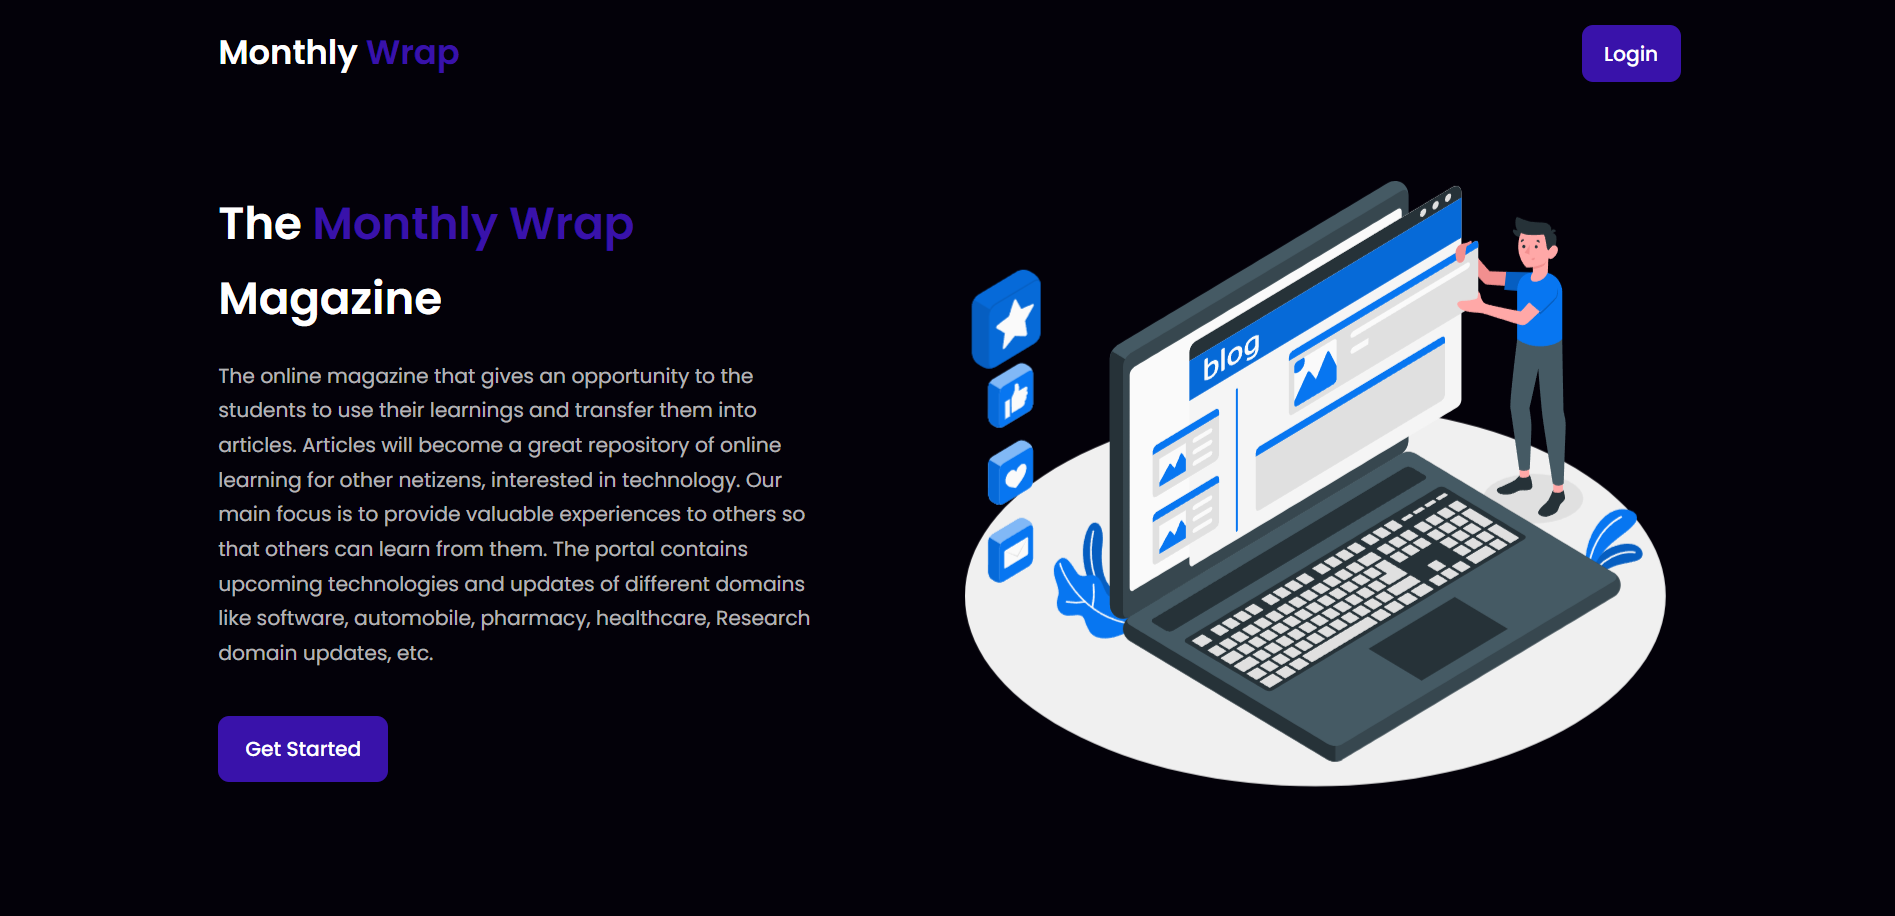 Monthly Wrap
Login
The Monthly Wrap
Magazine
The online magazine that gives an opportunity to the
students to use their learnings and transfer them into
articles. Articles will become a great repository of online
learning for other netizens, interested in technology. Our
main focus is to provide valuable experiences to others so
that others can learn from them. The portal contains
upcoming technologies and updates of different domains
like software, automobile, pharmacy, healthcare, Research
domain updates, etc.
Get Started
blog